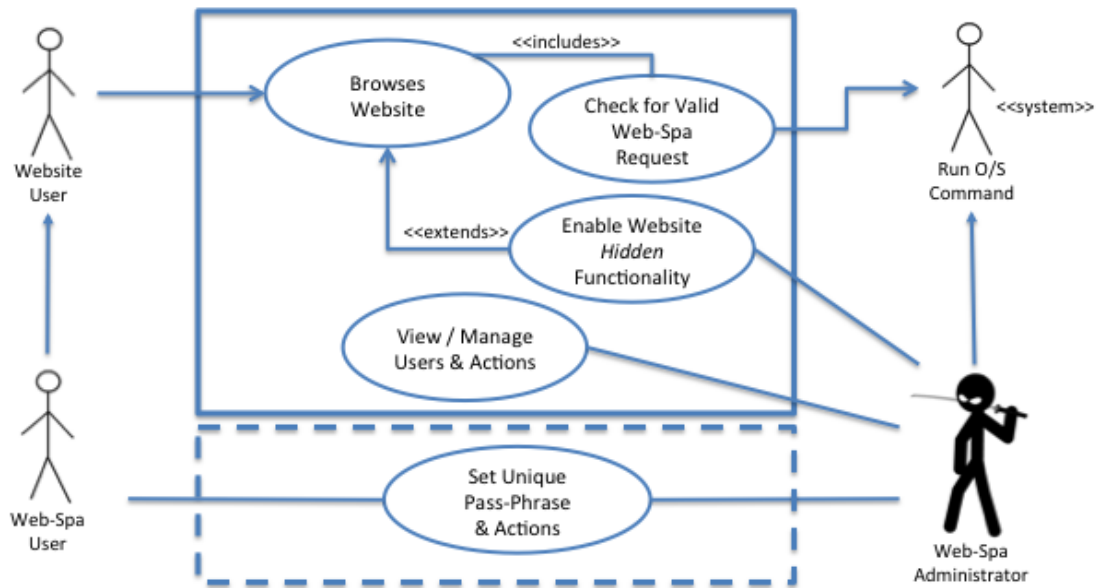 <<includes>>
Browses
Website
Check for Valid
Web-Spa
Request
<<system>>
Website
User
Run O/S
Command
<<extends>>
Enable Website
Hidden
Functionality
View / Manage
Users & Actions
Set Unique
Pass-Phrase
& Actions
Web-Spa
User
Web-Spa
Administrator